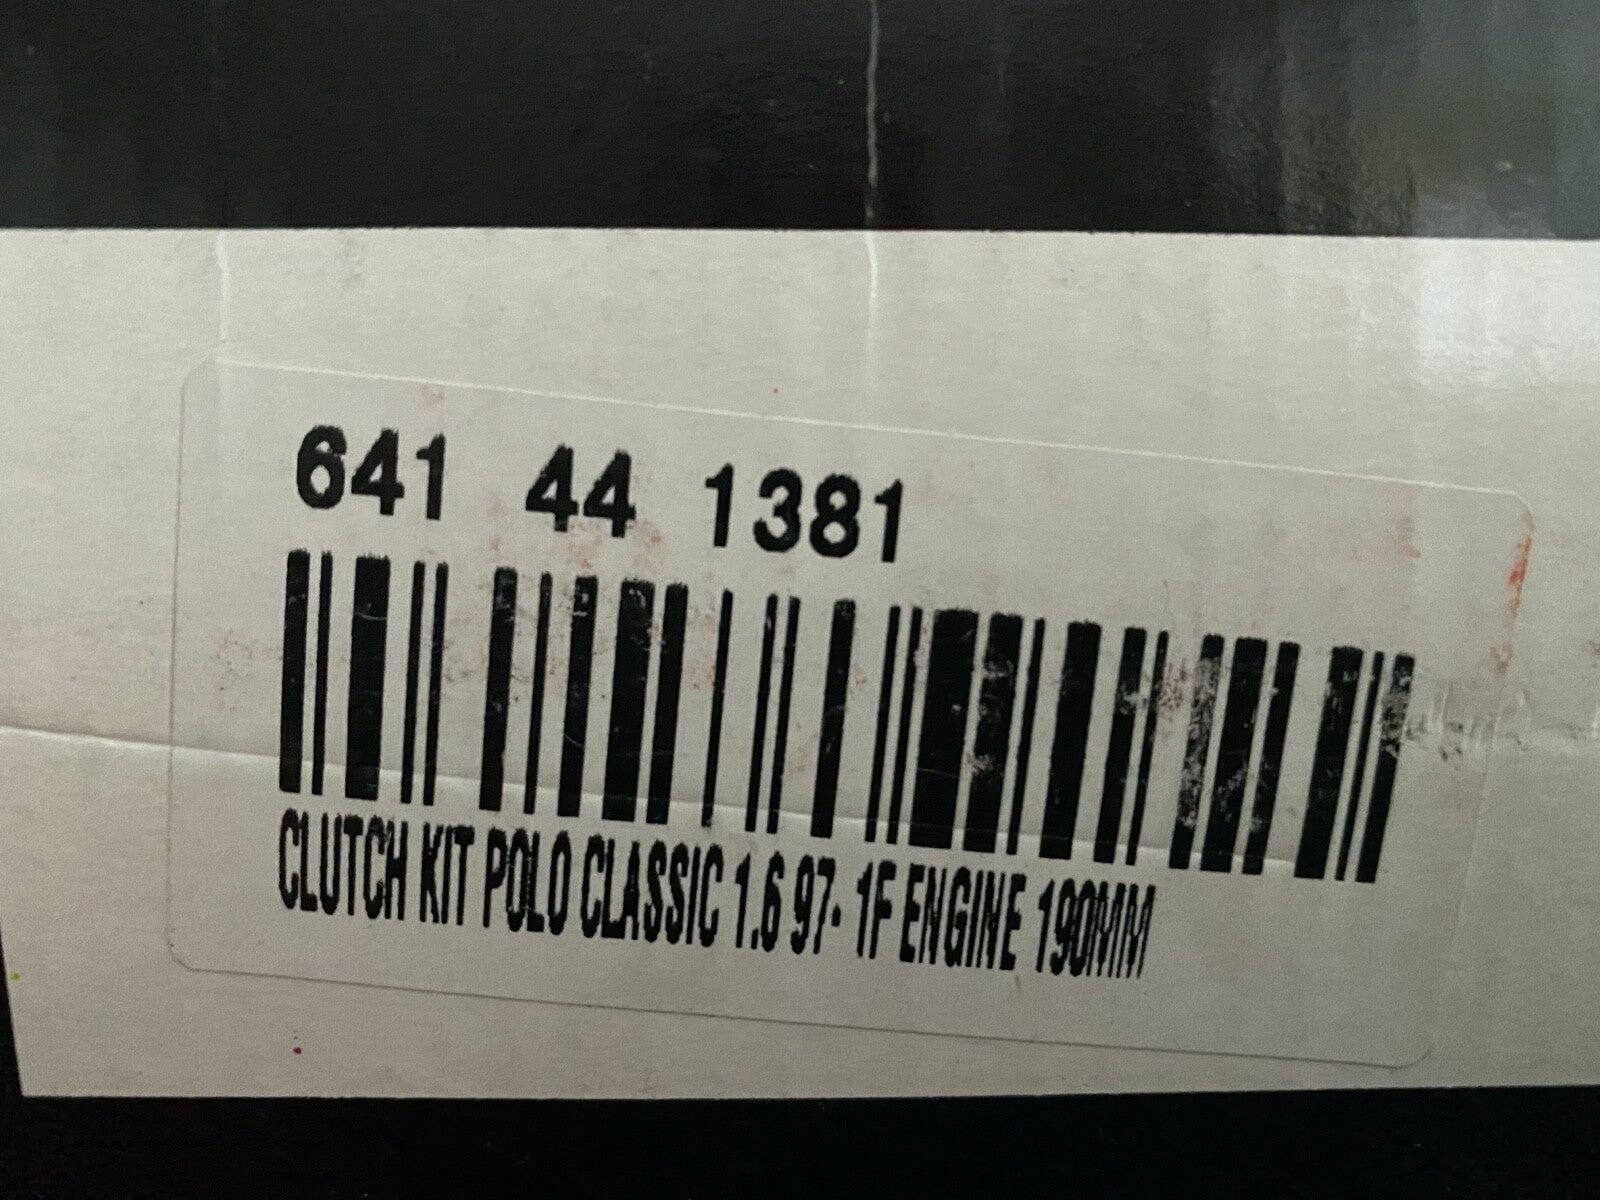 641 44 1381
CLUTCH KIT POLO CLASSIC 1.6 97- 1F ENGINE 190MM